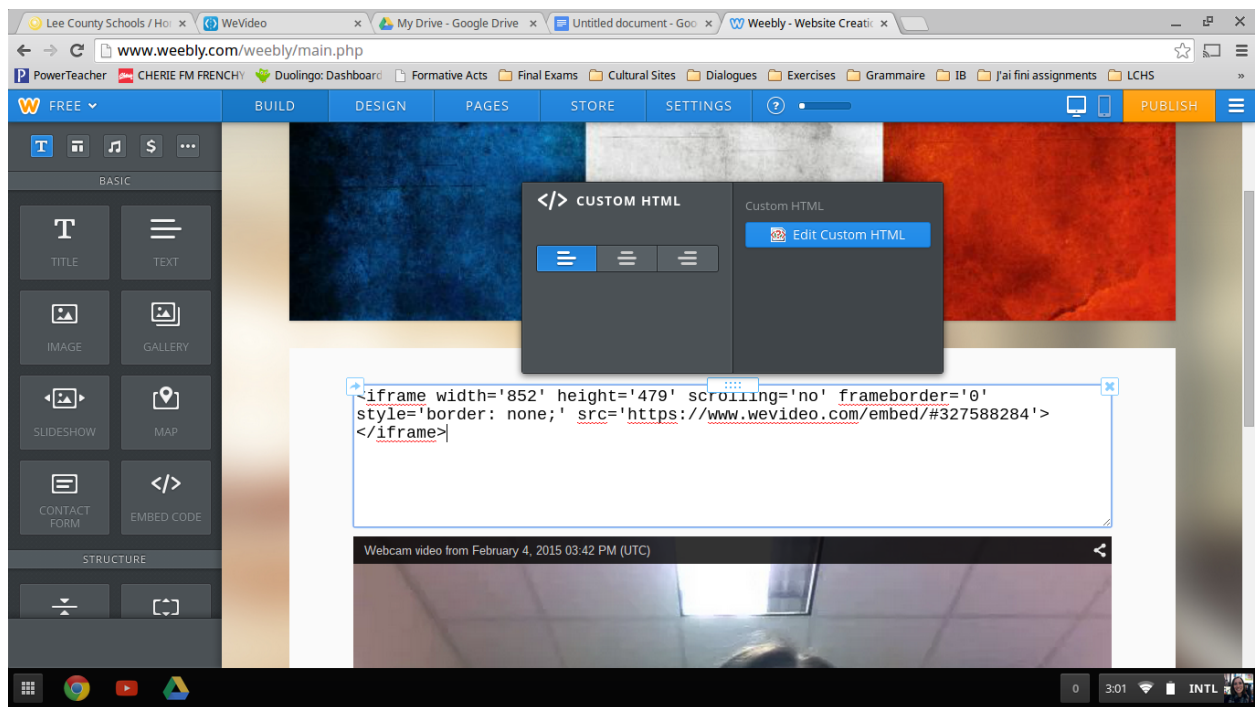 Lee County Schools / Ho
WeVideo
My Drive - Google Drive
Untitled document - Goo
Weebly - Website Creatic
www.weebly.com/weebly/main.php
PowerTeacher
CHERIE FM FRENCHY
Duolingo: Dashboard
Formative Acts
Final Exams
Cultural Sites
Dialogues
Exercises
Grammaire
IB
J'ai fini assignments
LCHS
»
FREE
BUILD
DESIGN
PAGES
STORE
SETTINGS
?
PUBLISH
T
$
BASIC
T
TITLE
TEXT
IMAGE
GALLERY
SLIDESHOW
MAP
CONTACT
FORM
</>
EMBED CODE
STRUCTURE
</> CUSTOM HTML
Custom HTML
Edit Custom HTML
<iframe width='852' height='479' scrolling='no' frameborder='0'
style='border: none;' src='https://www.wevideo.com/embed/#327588284'>
</iframe>
Webcam video from February 4, 2015 03:42 PM (UTC)
0
3:01
INTL